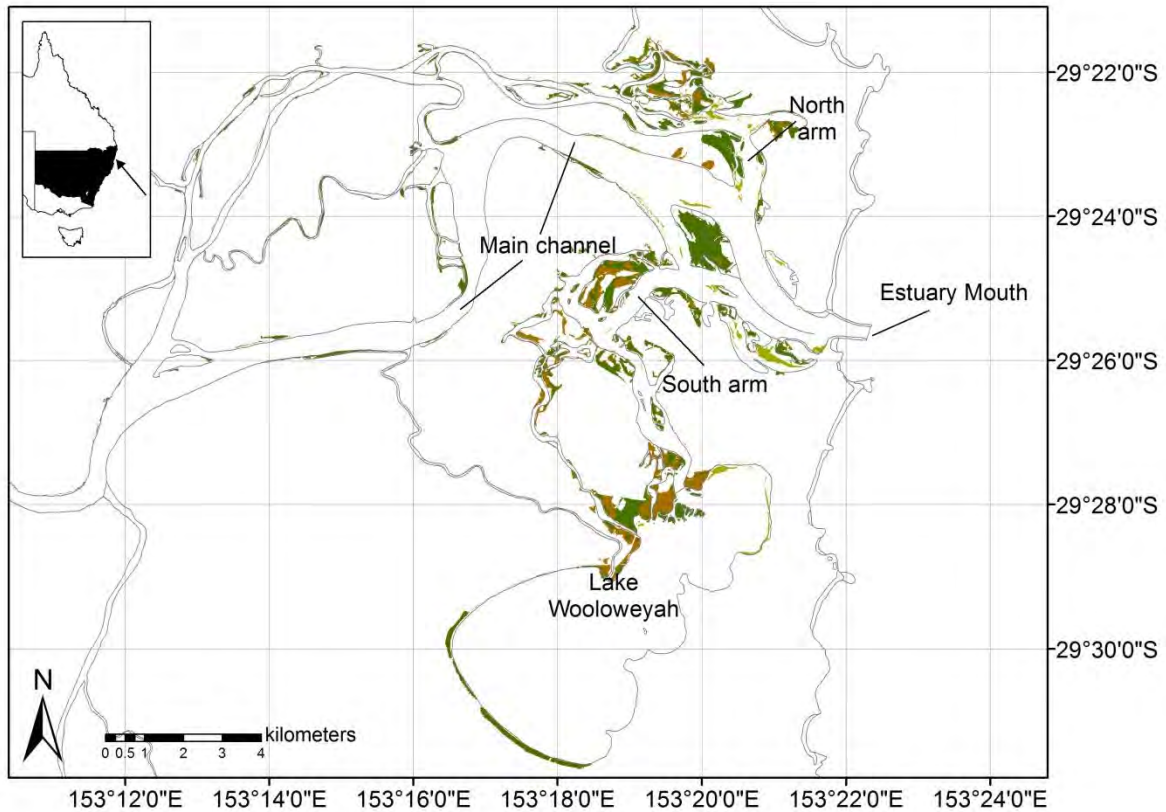 29°22'0"S
North
arm
29°24'0"S
Main channel
Estuary Mouth
29°26'0"S
South arm
29°28'0"S
Lake
Wooloweyah
29°30'0"S
N
kilometers
0 0.5 1 2 3 4
153°12'0"E 153°14'0"E 153°16'0"E 153°18'0"E 153°20'0"E 153°22'0"E 153°24'0"E